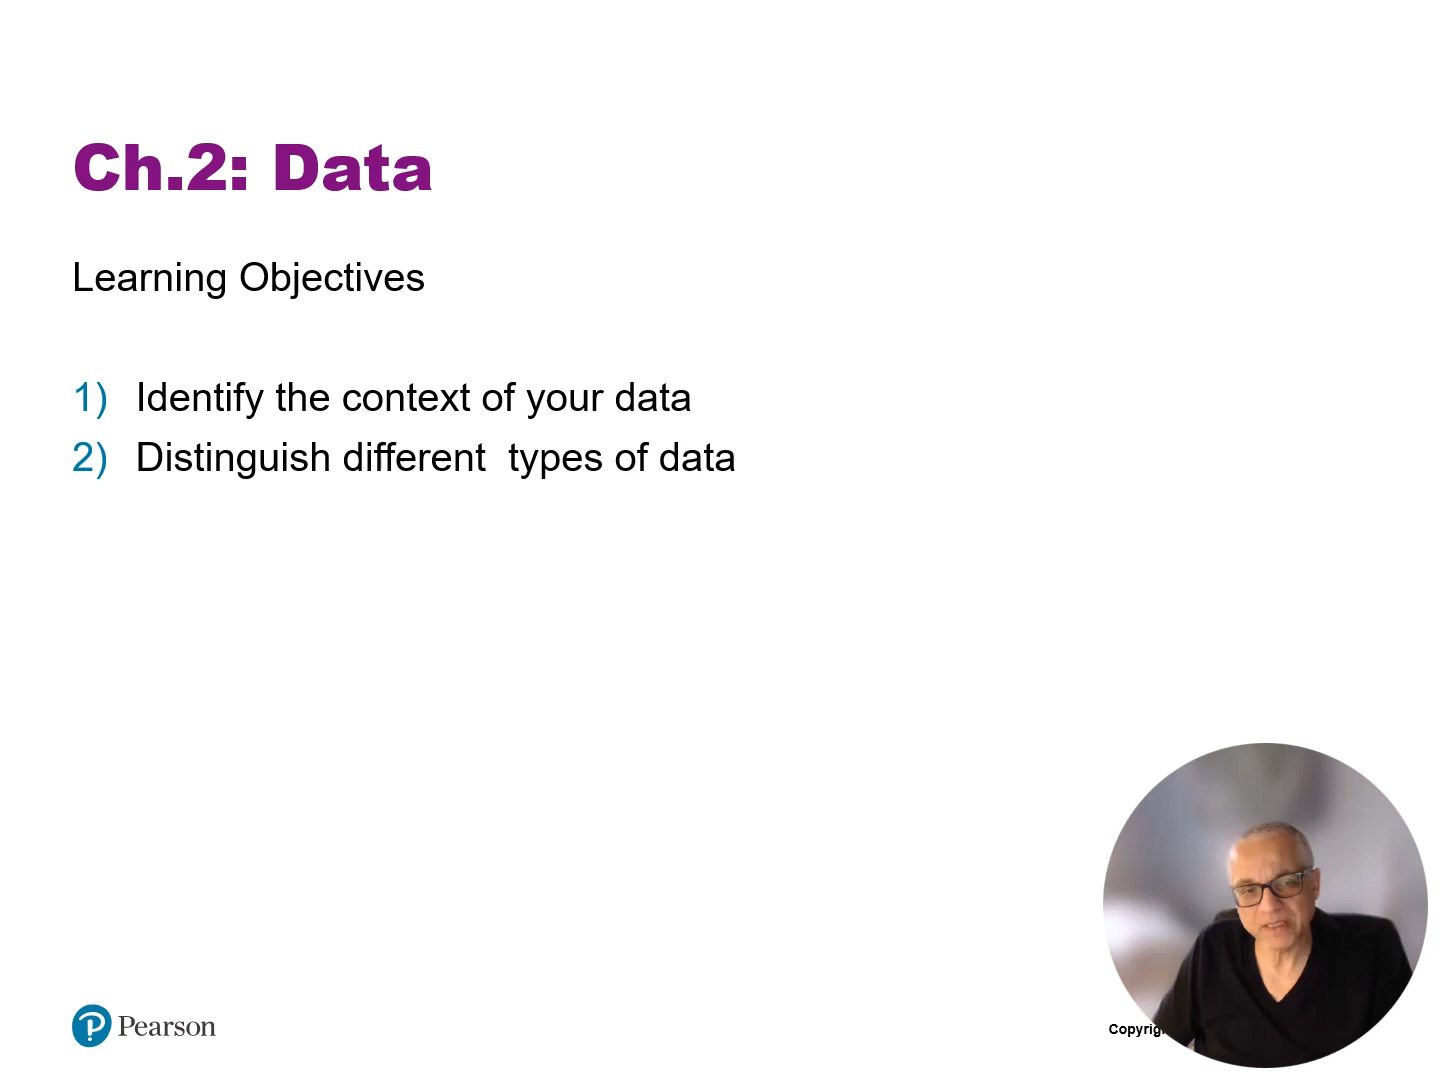 Ch.2: Data
Learning Objectives
1) Identify the context of your data
2) Distinguish different  types of data
Pearson